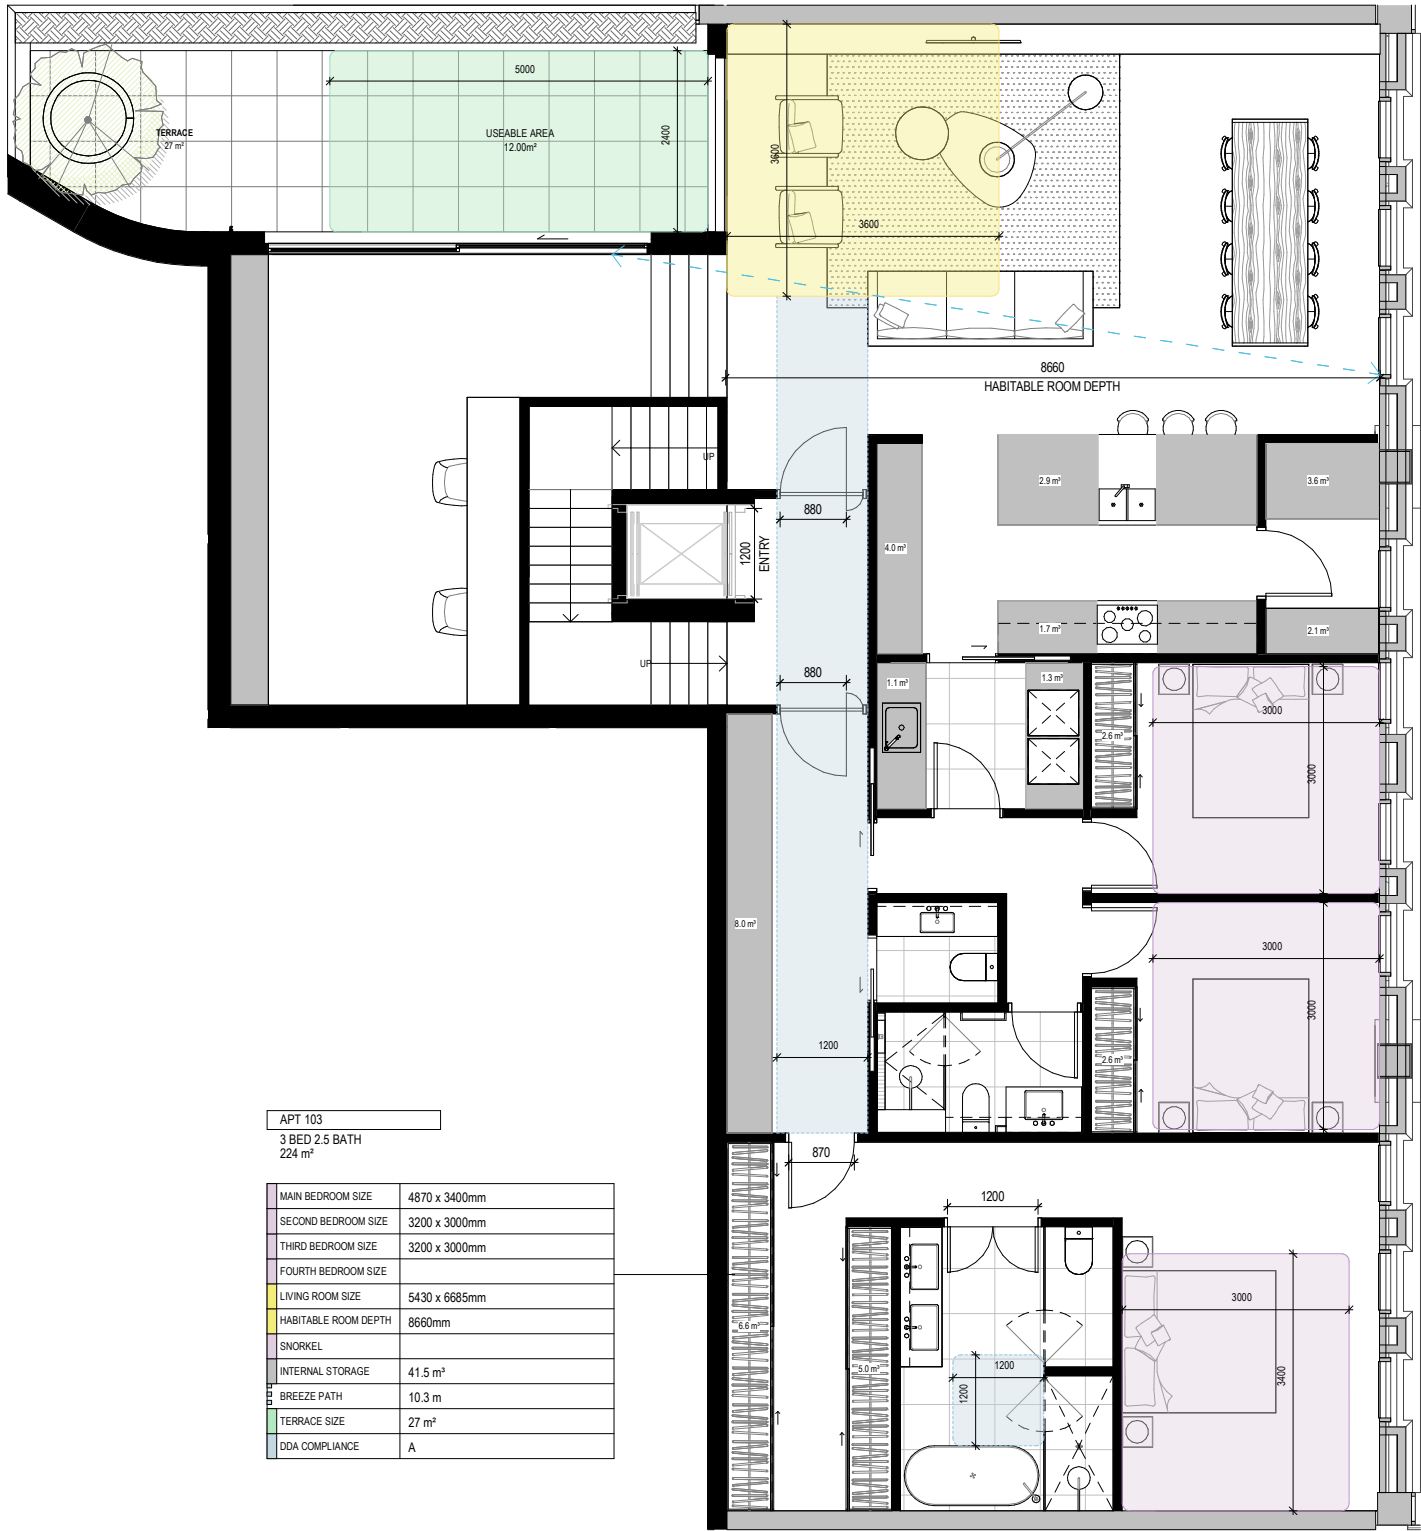 5000
TERRACE
27 m²
USEABLE AREA
12.00m²
2400
3600
3600
8660
HABITABLE ROOM DEPTH
UP
880
1200
ENTRY
2.9 m³
3.6 m³
4.0 m³
1.7 m³
2.1 m³
UP
880
1.1 m³
1.3 m³
2.6 m³
3000
3000
8.0 m³
3000
3000
2.6 m³
1200
870
1200
6.6 m³
5.0 m³
1200
1200
3000
3400
APT 103
3 BED 2.5 BATH
224 m²
MAIN BEDROOM SIZE 4870 x 3400mm
SECOND BEDROOM SIZE 3200 x 3000mm
THIRD BEDROOM SIZE 3200 x 3000mm
FOURTH BEDROOM SIZE
LIVING ROOM SIZE 5430 x 6685mm
HABITABLE ROOM DEPTH 8660mm
SNORKEL
INTERNAL STORAGE 41.5 m³
BREEZE PATH 10.3 m
TERRACE SIZE 27 m²
DDA COMPLIANCE A